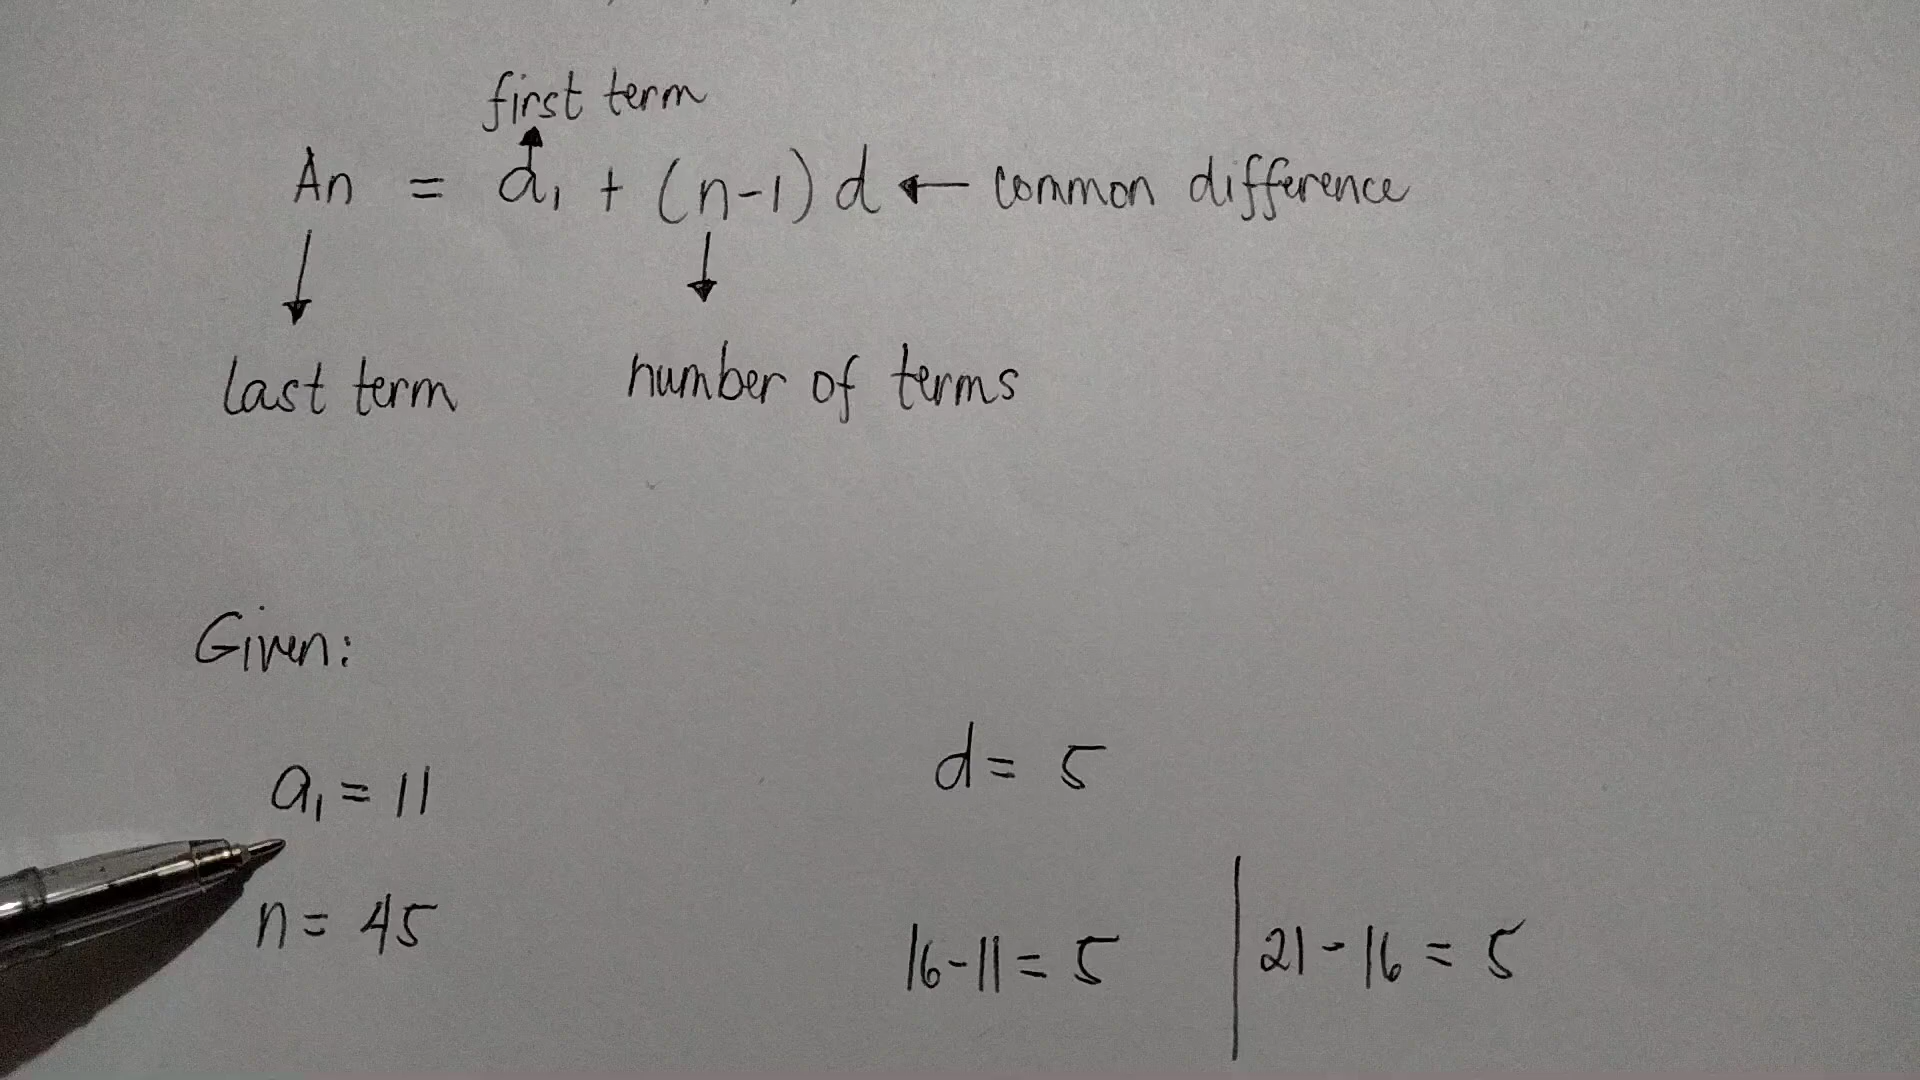 first term
An = a₁ + (n-1) d ← common difference
last term number of terms
Given:
a₁ = 11 d = 5
n = 45 16-11 = 5 | 21-16 = 5